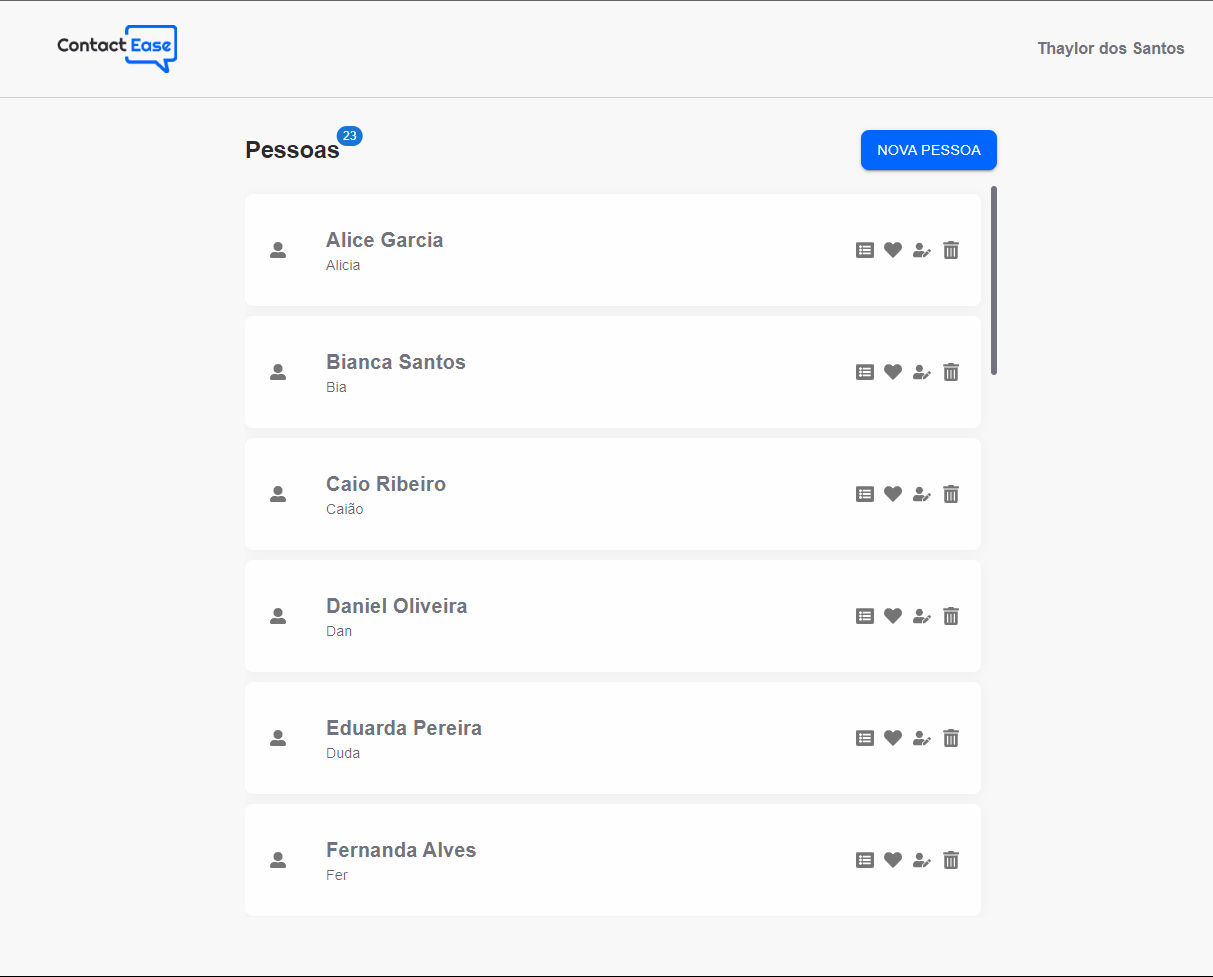 Contact Ease
Thaylor dos Santos
Pessoas 23
NOVA PESSOA
Alice Garcia
Alicia
Bianca Santos
Bia
Caio Ribeiro
Caião
Daniel Oliveira
Dan
Eduarda Pereira
Duda
Fernanda Alves
Fer